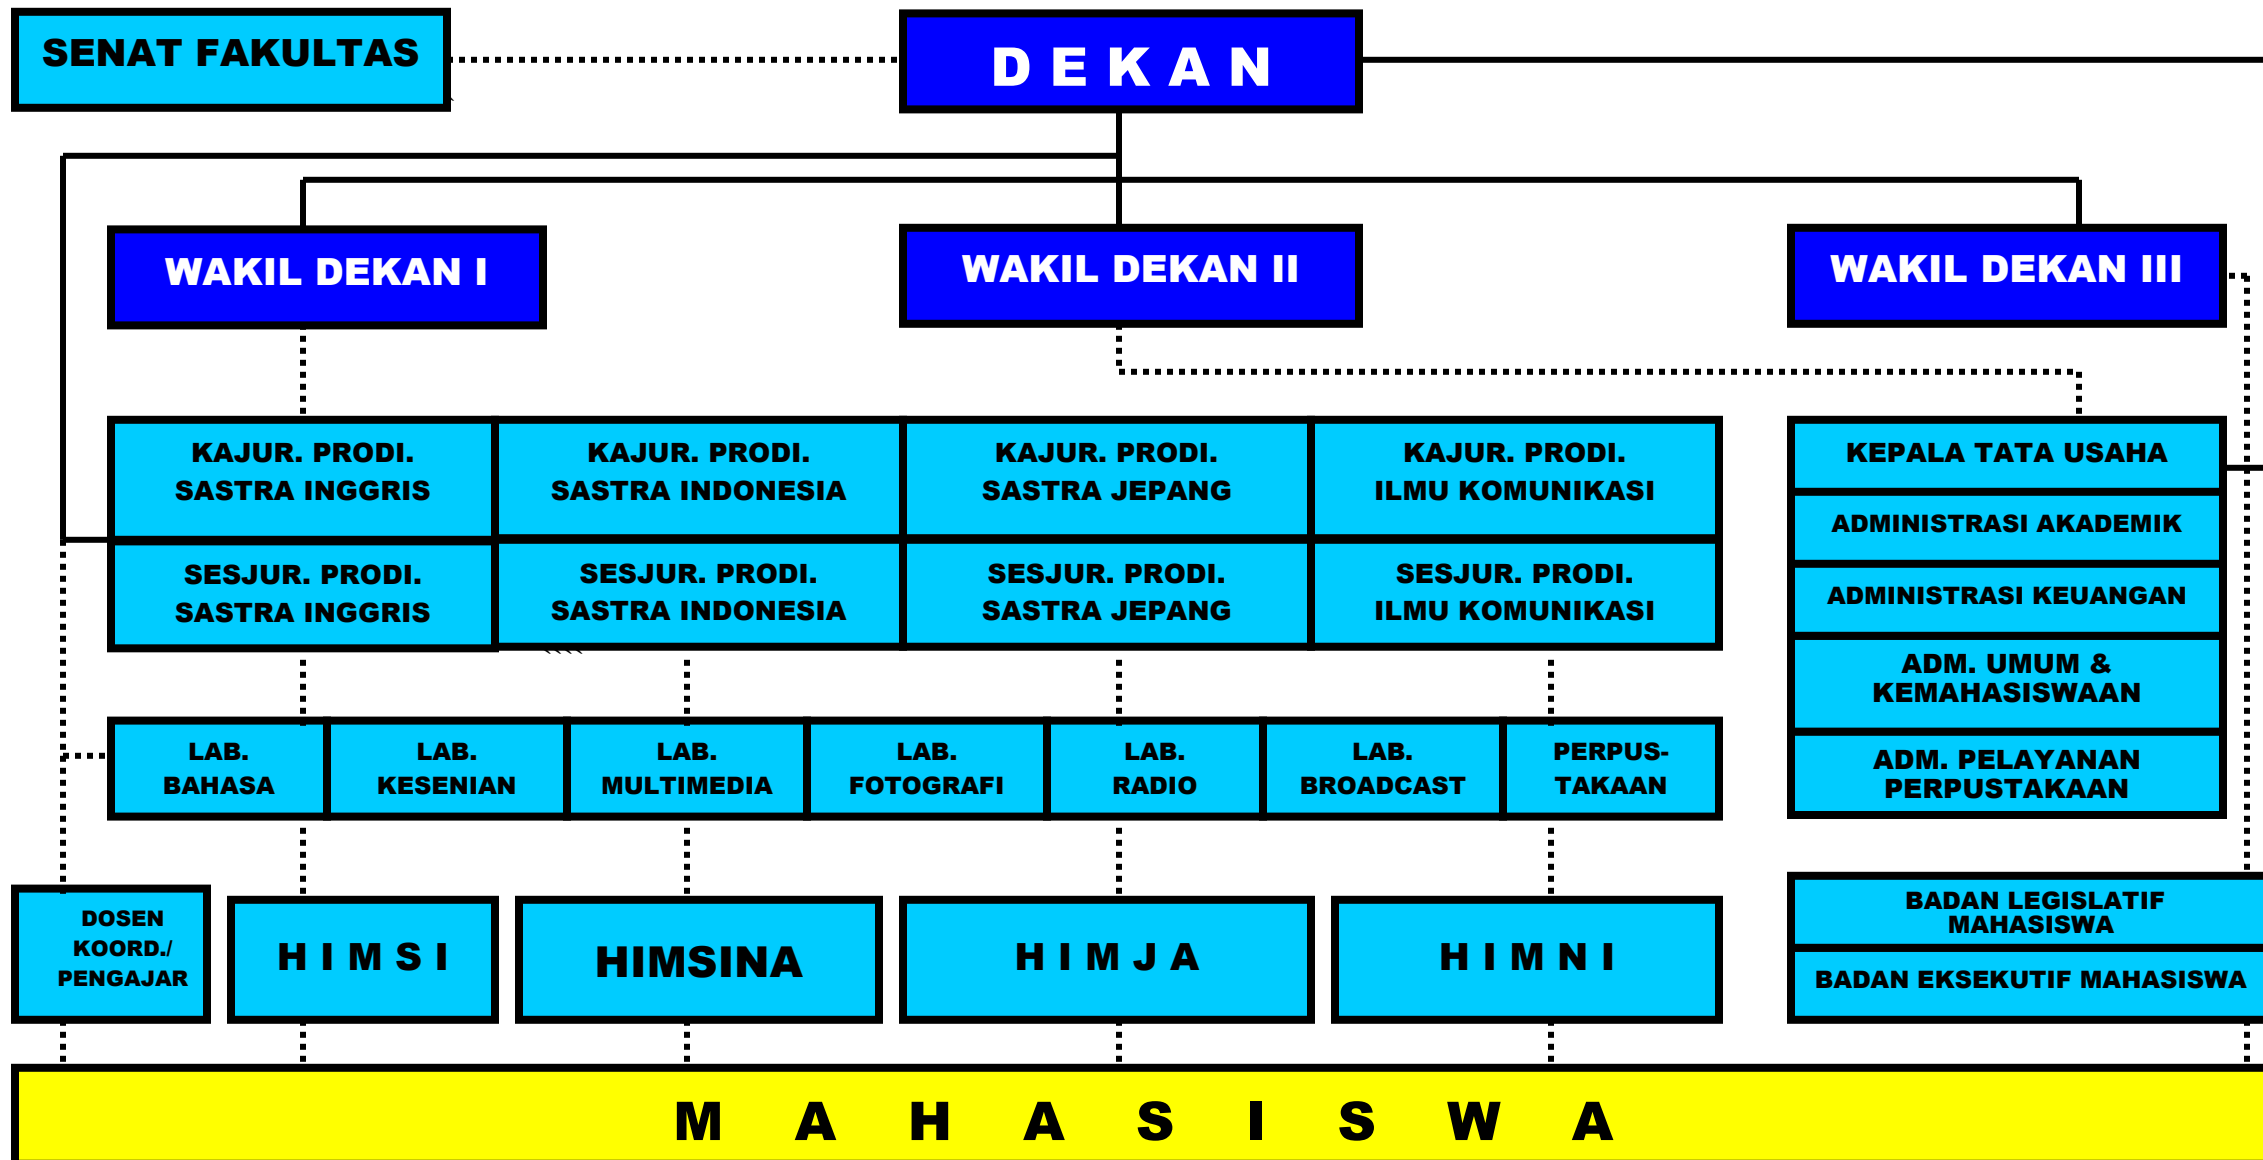 SENAT FAKULTAS
D E K A N
WAKIL DEKAN I
WAKIL DEKAN II
WAKIL DEKAN III
KAJUR. PRODI.
SASTRA INGGRIS
KAJUR. PRODI.
SASTRA INDONESIA
KAJUR. PRODI.
SASTRA JEPANG
KAJUR. PRODI.
ILMU KOMUNIKASI
SESJUR. PRODI.
SASTRA INGGRIS
SESJUR. PRODI.
SASTRA INDONESIA
SESJUR. PRODI.
SASTRA JEPANG
SESJUR. PRODI.
ILMU KOMUNIKASI
KEPALA TATA USAHA
ADMINISTRASI AKADEMIK
ADMINISTRASI KEUANGAN
ADM. UMUM &
KEMAHASISWAAN
ADM. PELAYANAN
PERPUSTAKAAN
LAB.
BAHASA
LAB.
KESENIAN
LAB.
MULTIMEDIA
LAB.
FOTOGRAFI
LAB.
RADIO
LAB.
BROADCAST
PERPUS-
TAKAAN
DOSEN
KOORD./
PENGAJAR
H I M S I
HIMSINA
H I M J A
H I M N I
BADAN LEGISLATIF
MAHASISWA
BADAN EKSEKUTIF MAHASISWA
M A H A S I S W A